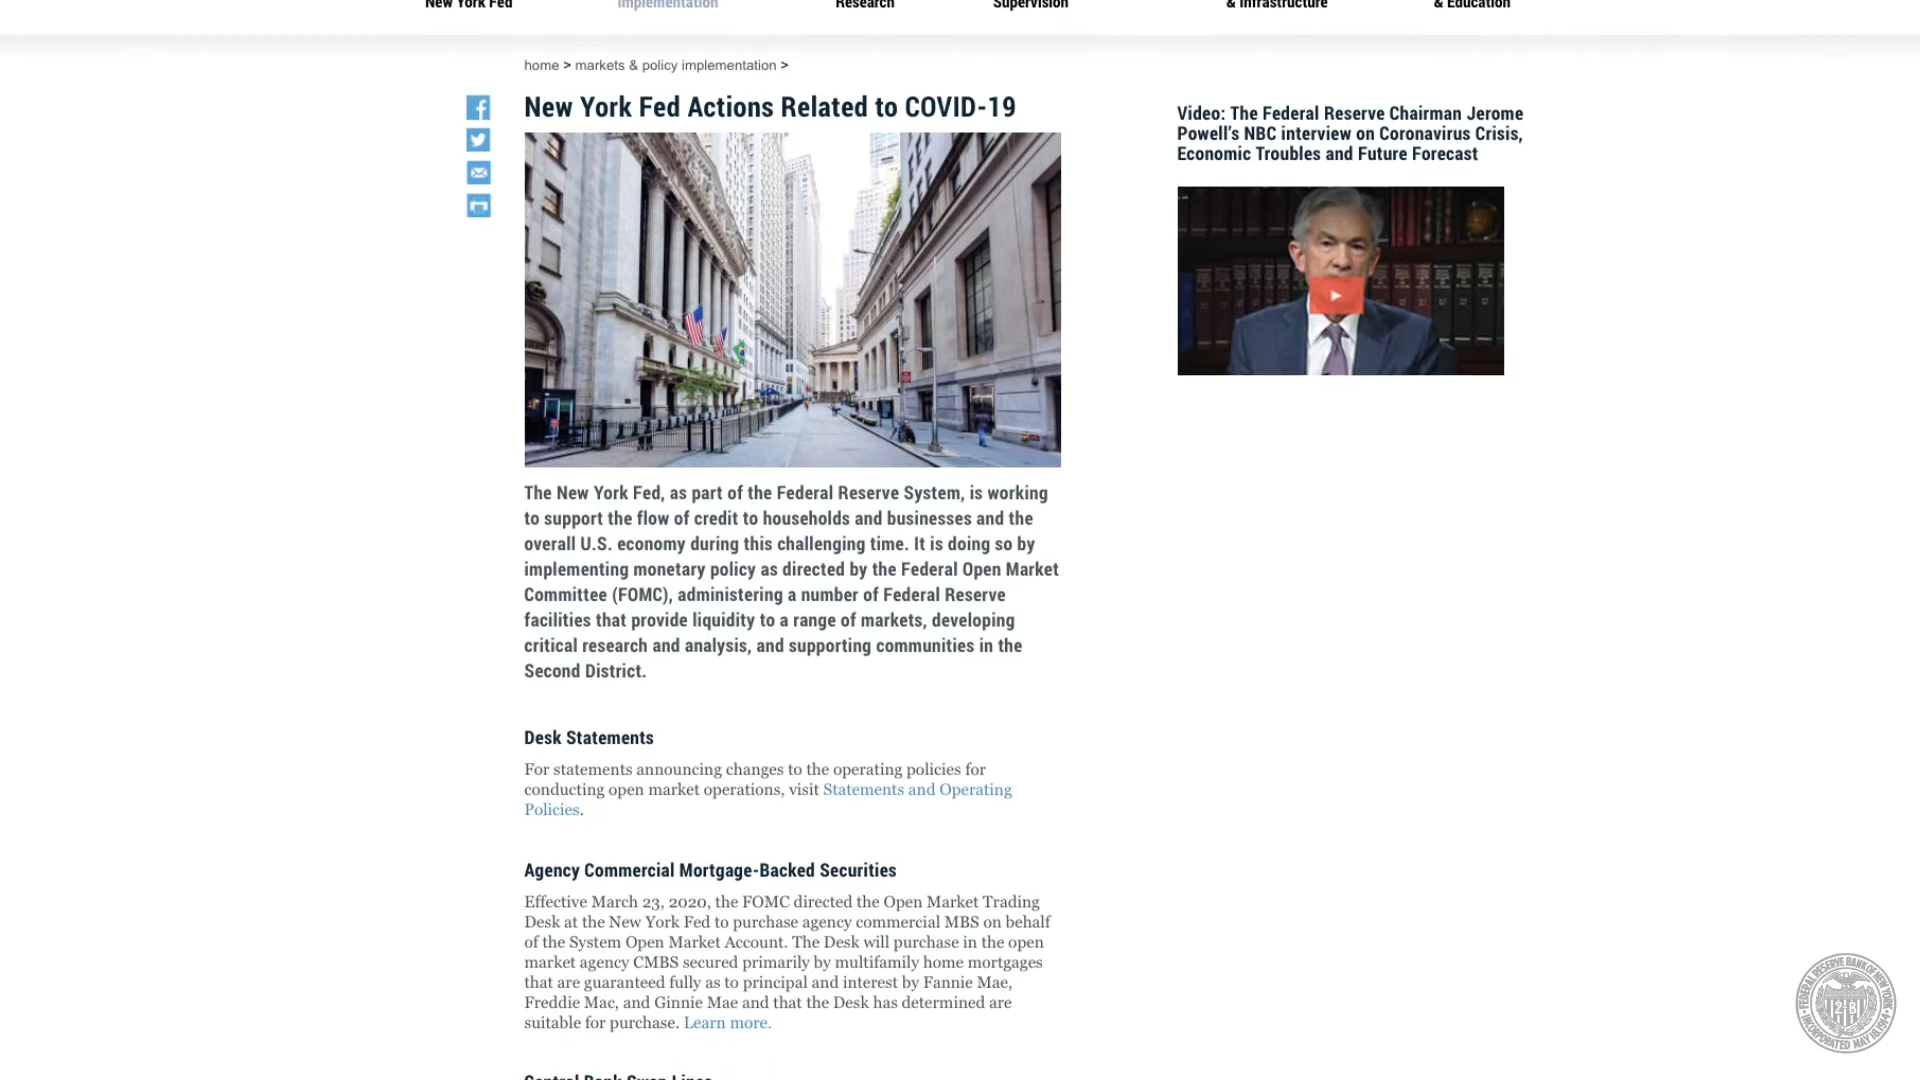 New York Fed
Implementation
Research
Supervision
& Infrastructure
& Education
home > markets & policy implementation >
New York Fed Actions Related to COVID-19
The New York Fed, as part of the Federal Reserve System, is working
to support the flow of credit to households and businesses and the
overall U.S. economy during this challenging time. It is doing so by
implementing monetary policy as directed by the Federal Open Market
Committee (FOMC), administering a number of Federal Reserve
facilities that provide liquidity to a range of markets, developing
critical research and analysis, and supporting communities in the
Second District.
Desk Statements
For statements announcing changes to the operating policies for
conducting open market operations, visit Statements and Operating
Policies.
Agency Commercial Mortgage-Backed Securities
Effective March 23, 2020, the FOMC directed the Open Market Trading
Desk at the New York Fed to purchase agency commercial MBS on behalf
of the System Open Market Account. The Desk will purchase in the open
market agency CMBS secured primarily by multifamily home mortgages
that are guaranteed fully as to principal and interest by Fannie Mae,
Freddie Mac, and Ginnie Mae and that the Desk has determined are
suitable for purchase. Learn more.
Central Bank Swap Lines
Video: The Federal Reserve Chairman Jerome
Powell's NBC interview on Coronavirus Crisis,
Economic Troubles and Future Forecast
FEDERAL RESERVE BANK OF NEW YORK
INCORPORATED MAY 18, 1914
2 B